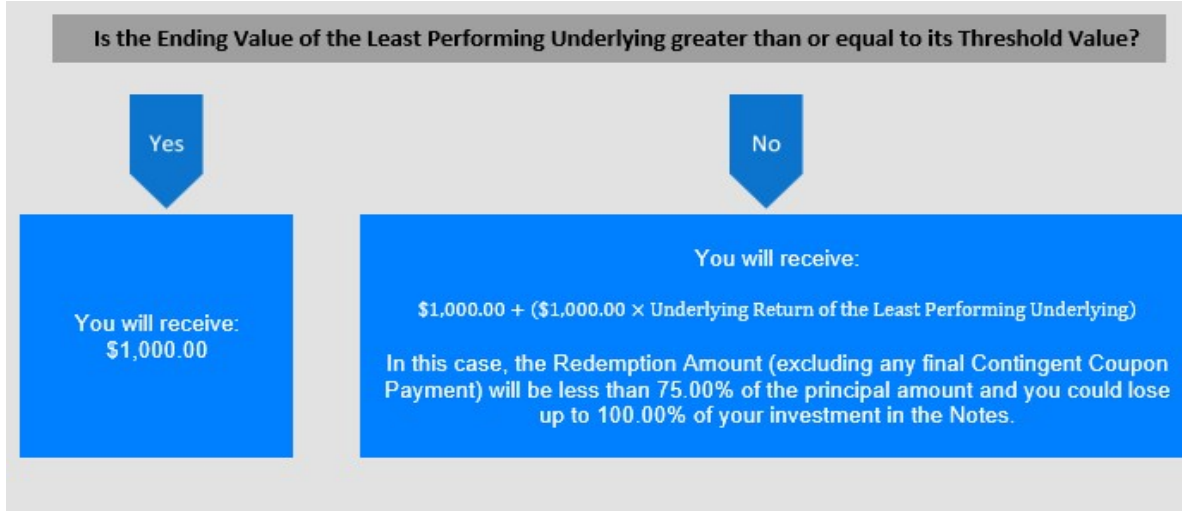 Is the Ending Value of the Least Performing Underlying greater than or equal to its Threshold Value?
Yes
No
You will receive:
$1,000.00
You will receive:
$1,000.00 + ($1,000.00 × Underlying Return of the Least Performing Underlying)
In this case, the Redemption Amount (excluding any final Contingent Coupon
Payment) will be less than 75.00% of the principal amount and you could lose
up to 100.00% of your investment in the Notes.